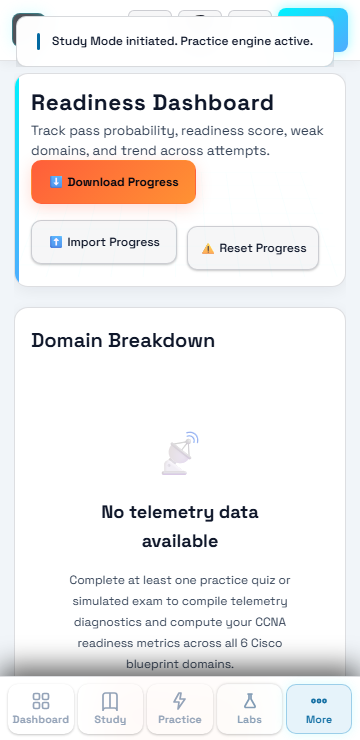 Study Mode initiated. Practice engine active.
Readiness Dashboard
Track pass probability, readiness score, weak
domains, and trend across attempts.
Download Progress
Import Progress
Reset Progress
Domain Breakdown
No telemetry data
available
Complete at least one practice quiz or
simulated exam to compile telemetry
diagnostics and compute your CCNA
readiness metrics across all 6 Cisco
blueprint domains.
Dashboard
Study
Practice
Labs
More